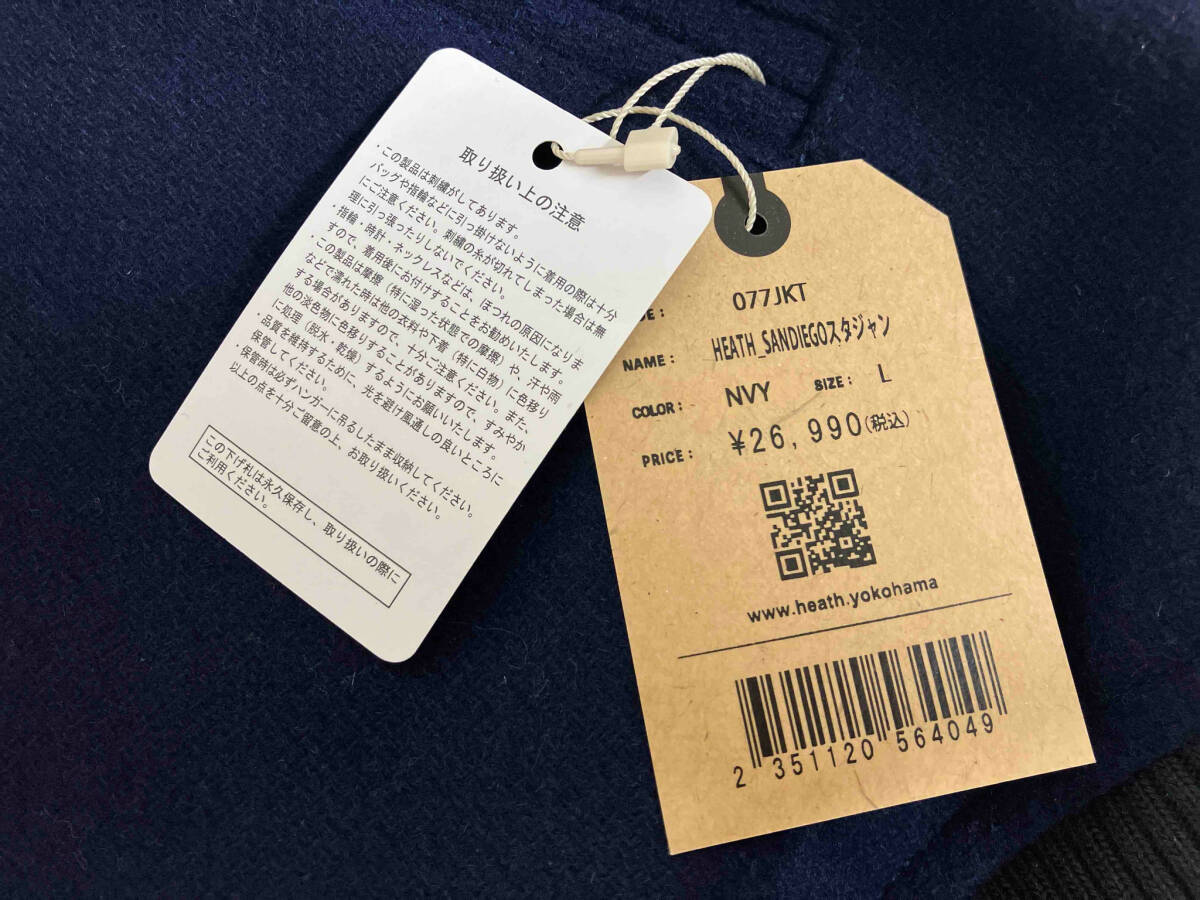 取り扱い上の注意
・この製品は刺繍がしてあります。
バッグや指輪などに引っ掛けないように着用の際は十分
にご注意ください。刺繍の糸が切れてしまった場合は無
理に引っ張ったりしないでください。
・指輪・時計・ネックレスなどは、ほつれの原因になりま
すので、着用後にお付けすることをお勧めいたします。
・この製品は摩擦（特に湿った状態での摩擦）や、汗や雨
などで濡れた時は他の衣料や下着（特に白物）に色移り
する場合がありますので、十分ご注意ください。また、
他の淡色物に色移りすることがありますので、すみやか
に処理（脱水・乾燥）するようにお願いいたします。
・品質を維持するために、光を避け風通しの良いところに
保管してください。
・保管時は必ずハンガーに吊るしたまま収納してください。
以上の点を十分ご留意の上、お取り扱いください。
この下げ札は永久保存し、取り扱いの際に
ご利用ください。
077JKT
NAME: HEATH_SANDIEGOスタジャン
COLOR: NVY SIZE: L
PRICE: ¥26,990(税込)
www.heath.yokohama
2 351120 564049